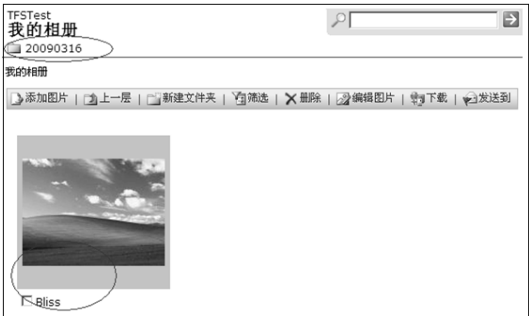 TFSTest
我的相册
20090316
我的相册
添加图片 | 上一层 | 新建文件夹 | 筛选 | 删除 | 编辑图片 | 下载 | 发送到
Bliss